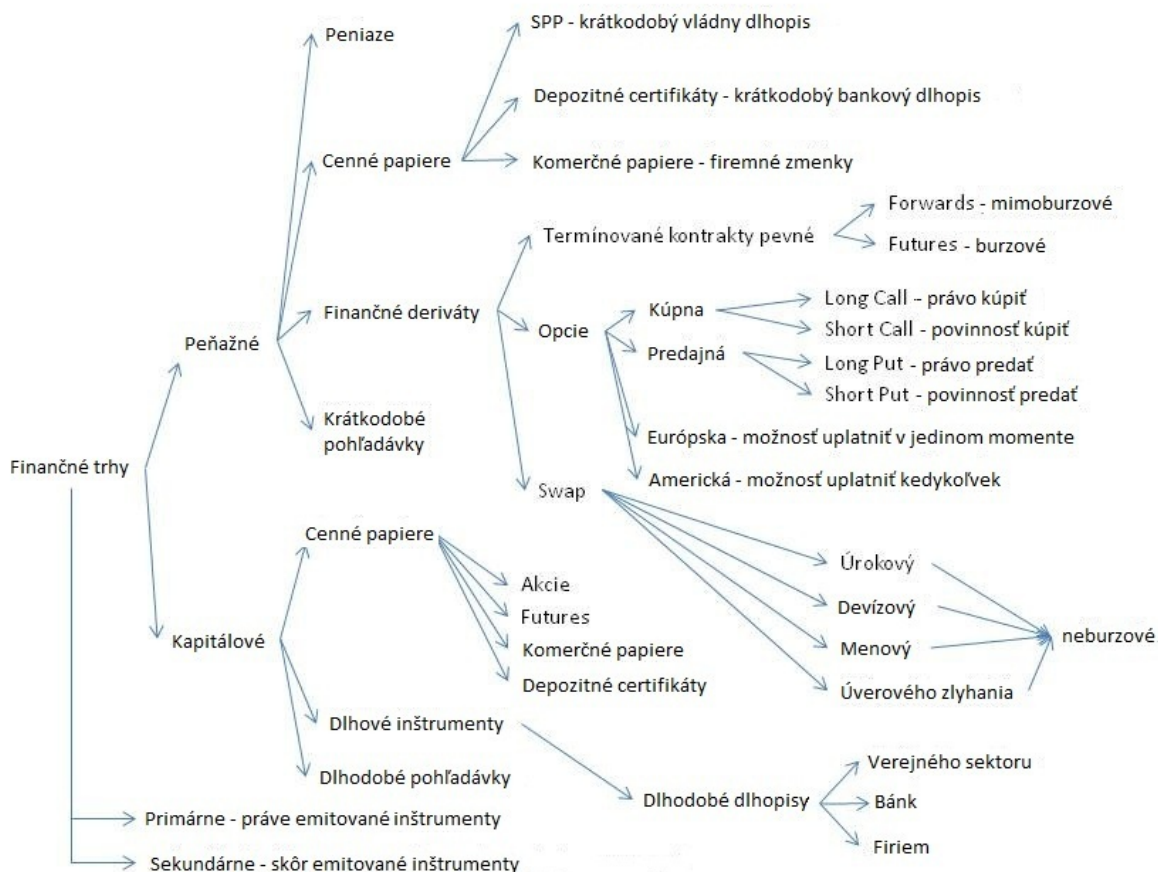 SPP - krátkodobý vládny dlhopis
Peniaze
Depozitné certifikáty - krátkodobý bankový dlhopis
Cenné papiere
Komerčné papiere - firemné zmenky
Forwards - mimoburzové
Termínované kontrakty pevné
Futures - burzové
Finančné deriváty
Long Call - právo kúpiť
Kúpna
Opcie
Short Call - povinnosť kúpiť
Peňažné
Predajná
Long Put - právo predať
Short Put - povinnosť predať
Krátkodobé
pohľadávky
Európska - možnosť uplatniť v jedinom momente
Finančné trhy
Americká - možnosť uplatniť kedykoľvek
Swap
Cenné papiere
Úrokový
Akcie
Devízový
Futures
neburzové
Kapitálové
Menový
Komerčné papiere
Depozitné certifikáty
Úverového zlyhania
Dlhové inštrumenty
Verejného sektoru
Dlhodobé pohľadávky
Dlhodobé dlhopisy
Bánk
Primárne - práve emitované inštrumenty
Firiem
Sekundárne - skôr emitované inštrumenty